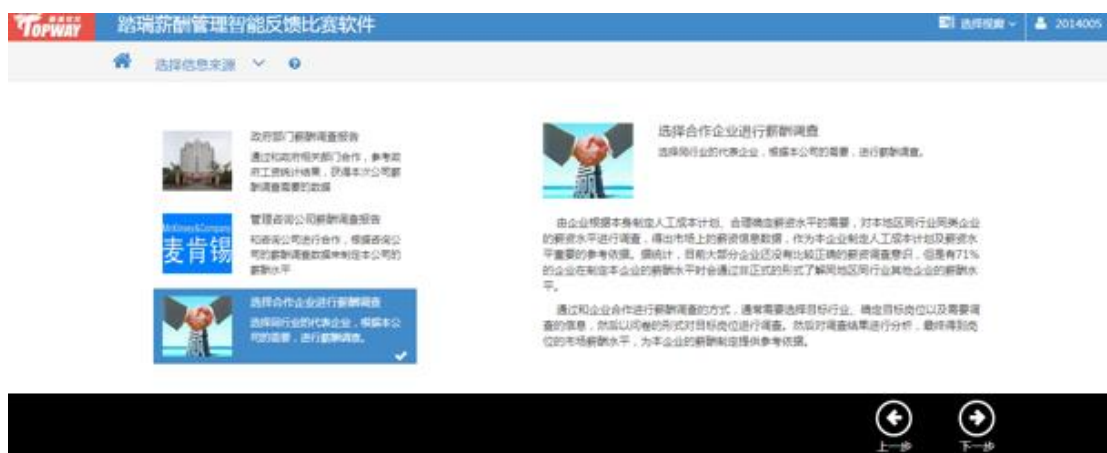 TOPWAY
踏瑞薪酬管理智能反馈比赛软件
选择视窗
2014005
选择信息来源
政府部门薪酬调查报告
通过和政府相关部门合作，参考政
府工资统计结果，获得本次公司薪
酬调查需要的数据
McKinsey&Company
麦肯锡
管理咨询公司薪酬调查报告
和咨询公司进行合作，根据咨询公
司的薪酬调查数据来制定本公司的
薪酬水平
选择合作企业进行薪酬调查
选择同行业的代表企业，根据本公
司的需要，进行薪酬调查。
选择合作企业进行薪酬调查
选择同行业的代表企业，根据本公司的需要，进行薪酬调查。
由企业根据本身制定人工成本计划、合理确定薪资水平的需要，对本地区同行业同类企业
的薪资水平进行调查，得出市场上的薪资信息数据，作为本企业制定人工成本计划及薪资水
平重要的参考依据。据统计，目前大部分企业还没有比较正确的薪资调查意识，但是有71%
的企业在制定本企业的薪酬水平时会通过非正式的形式了解同地区同行业其他企业的薪酬水
平。
通过和企业合作进行薪酬调查的方式，通常需要选择目标行业、确定目标岗位以及需要调
查的信息，然后以问卷的形式对目标岗位进行调查。然后对调查结果进行分析，最终得到岗
位的市场薪酬水平，为本企业的薪酬制定提供参考依据。
上一步
下一步